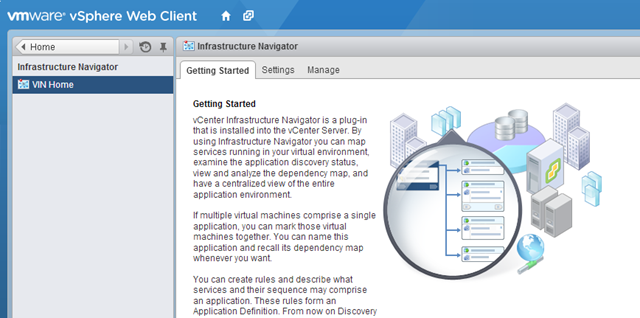 vmware® vSphere Web Client
Home
Infrastructure Navigator
VIN Home
Infrastructure Navigator
Getting Started
Settings
Manage
Getting Started
vCenter Infrastructure Navigator is a plug-in
that is installed into the vCenter Server. By
using Infrastructure Navigator you can map
services running in your virtual environment,
examine the application discovery status,
view and analyze the dependency map, and
have a centralized view of the entire
application environment.
If multiple virtual machines comprise a single
application, you can mark those virtual
machines together. You can name this
application and recall its dependency map
whenever you want.
You can create rules and describe what
services and their sequence may comprise
an application. These rules form an
Application Definition. From now on Discovery